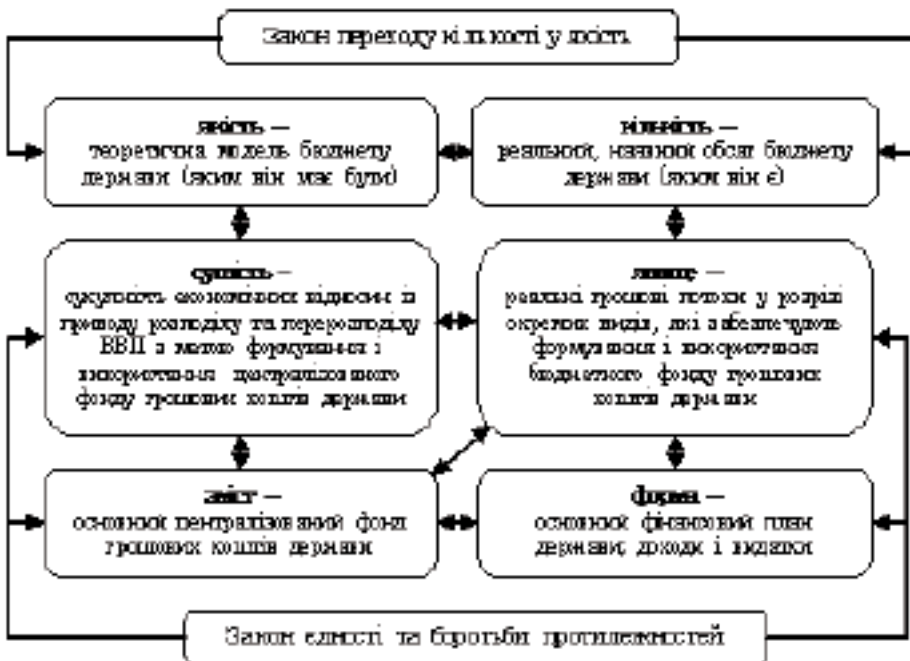 Закон переходу кількості у якість
якість —
теоретична модель бюджету
держави (яким він має бути)
кількість —
реальний, наявний обсяг бюджету
держави (яким він є)
сутність —
сукупність економічних відносин із
приводу розподілу та перерозподілу
ВВП з метою формування і
використання централізованого
фонду грошових коштів держави
явище —
реальні грошові потоки у розрізі
окремих видів, які забезпечують
формування і використання
бюджетного фонду грошових
коштів держави
зміст —
основний централізований фонд
грошових коштів держави
форма —
основний фінансовий план
держави, доходи і видатки
Закон єдності та боротьби протилежностей